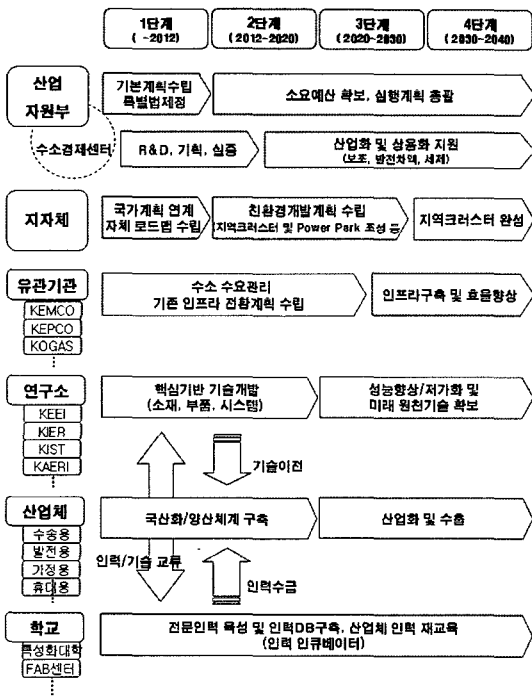 1단계
( ~2012)
2단계
(2012~2020)
3단계
(2020~2030)
4단계
(2030~2040)
산업
자원부
기본계획수립
특별법제정
소요예산 확보, 실행계획 총괄
수소경제센터
R&D, 기획, 실증
산업화 및 상용화 지원
(보조, 발전차액, 세제)
지자체
국가계획 연계
자체 로드맵 수립
친환경개발계획 수립
(지역크러스터 및 Power Park 조성 등
지역크러스터 완성
유관기관
KEMCO
KEPCO
KOGAS
수소 수요관리
기존 인프라 전환계획 수립
인프라구축 및 효율향상
연구소
KEEI
KIER
KIST
KAERI
핵심기반 기술개발
(소재, 부품, 시스템)
성능향상/저가화 및
미래 원천기술 확보
기술이전
산업체
수송용
발전용
가정용
휴대용
국산화/양산체계 구축
산업화 및 수출
인력/기술 교류
인력수급
학교
특성화대학
FAB센터
전문인력 육성 및 인력DB구축, 산업체 인력 재교육
(인력 인큐베이터)